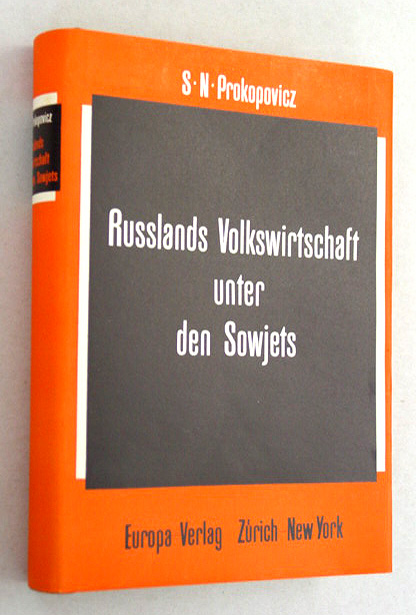 S·N·Prokopovicz
Russlands Volkswirtschaft
unter
den Sowjets
Europa Verlag Zürich New York